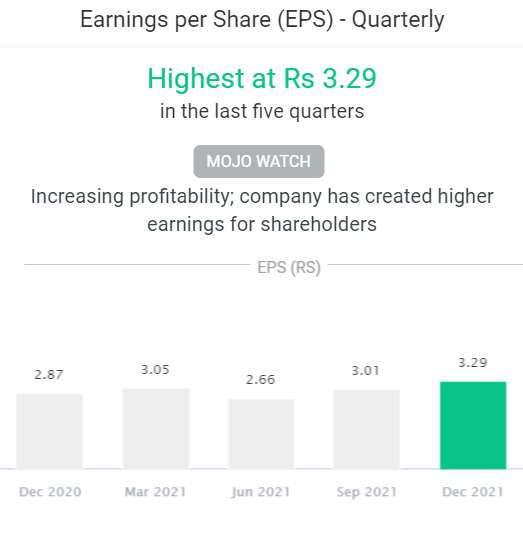 Earnings per Share (EPS) - Quarterly
Highest at Rs 3.29
in the last five quarters
MOJO WATCH
Increasing profitability; company has created higher
earnings for shareholders
EPS (RS)
2.87 3.05 2.66 3.01 3.29
Dec 2020 Mar 2021 Jun 2021 Sep 2021 Dec 2021